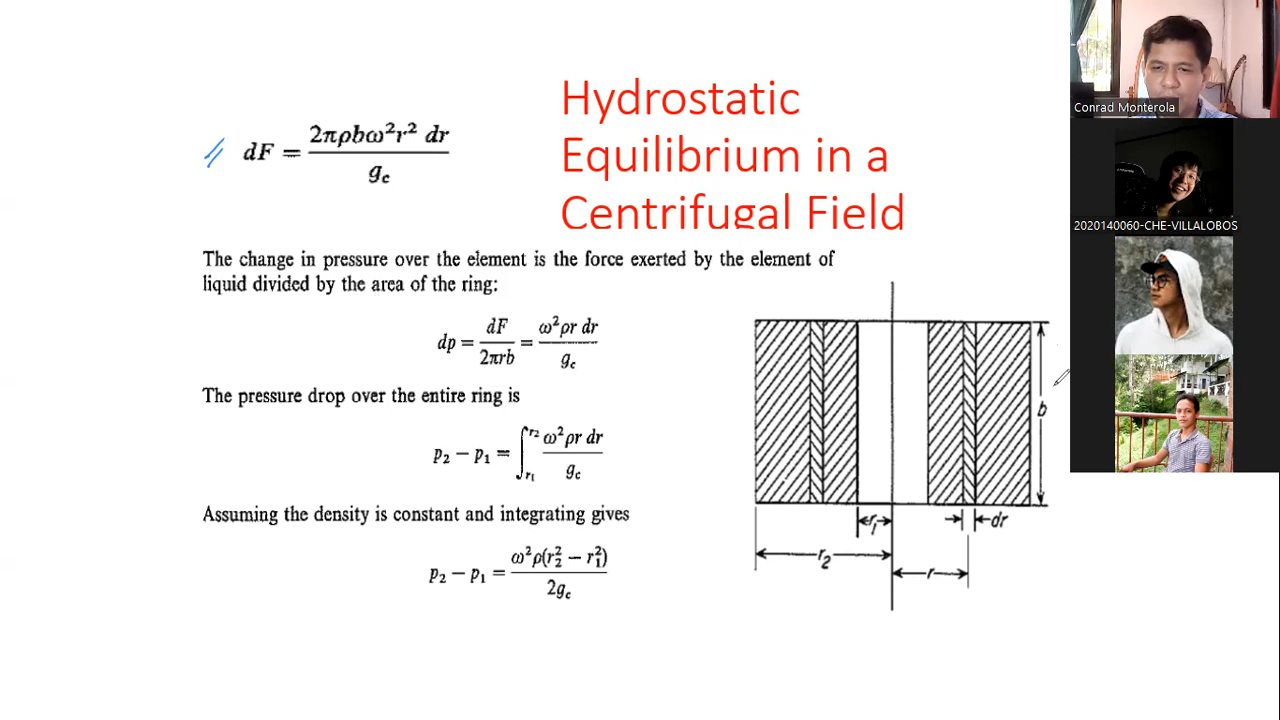 Hydrostatic
Equilibrium in a
Centrifugal Field
dF = 2πρbω²r² dr / g_c
The change in pressure over the element is the force exerted by the element of
liquid divided by the area of the ring:
dp = dF / 2πrb = ω²ρr dr / g_c
The pressure drop over the entire ring is
p₂ − p₁ = ∫_{r₁}^{r₂} ω²ρr dr / g_c
Assuming the density is constant and integrating gives
p₂ − p₁ = ω²ρ(r₂² − r₁²) / 2g_c
b
r₁
dr
r₂
r
Conrad Monterola
2020140060-CHE-VILLALOBOS